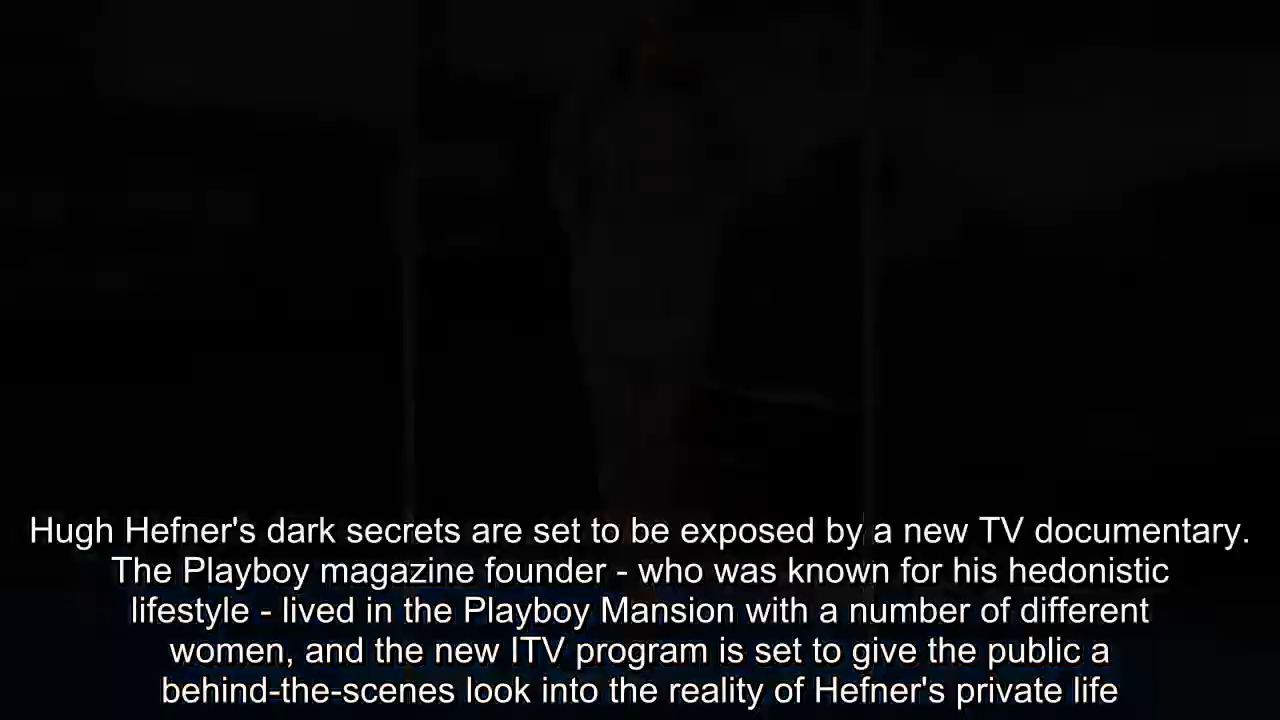 Hugh Hefner's dark secrets are set to be exposed by a new TV documentary.
The Playboy magazine founder - who was known for his hedonistic
lifestyle - lived in the Playboy Mansion with a number of different
women, and the new ITV program is set to give the public a
behind-the-scenes look into the reality of Hefner's private life